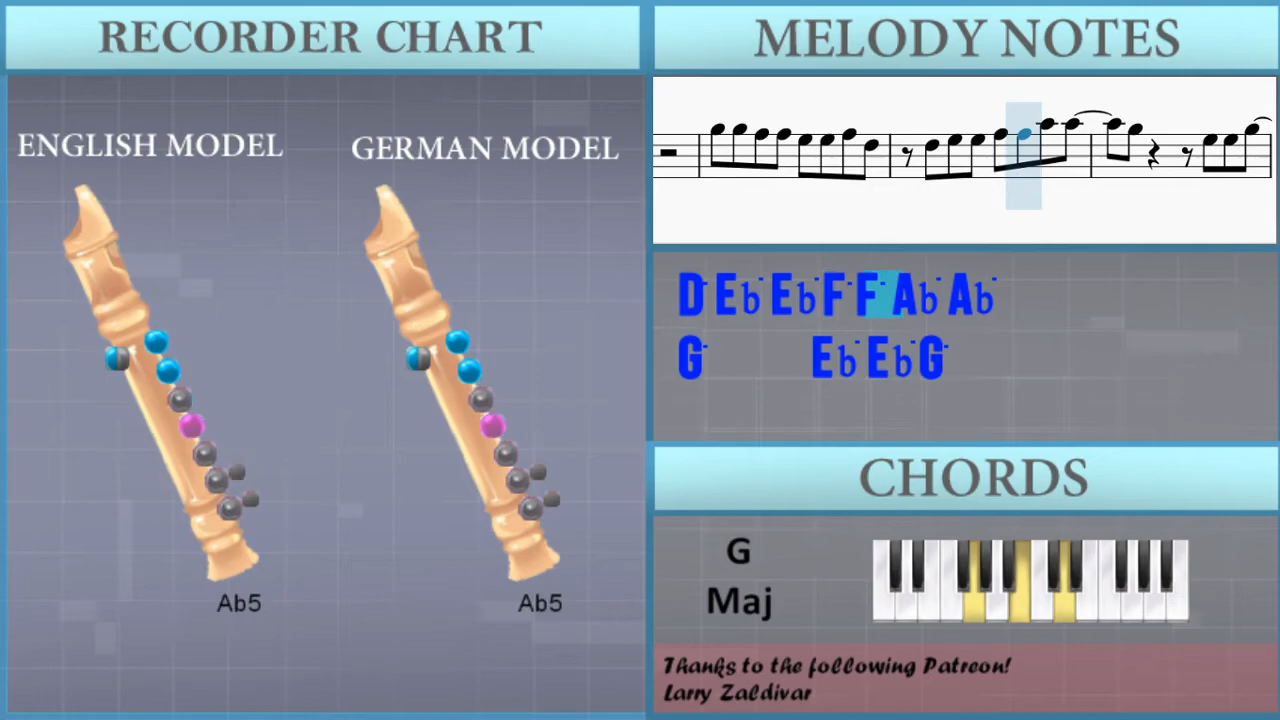 RECORDER CHART
ENGLISH MODEL
GERMAN MODEL
Ab5
Ab5
MELODY NOTES
D- Eb- Eb- F- F- Ab- Ab-
G- Eb- Eb- G-
CHORDS
G
Maj
Thanks to the following Patreon!
Larry Zaldivar